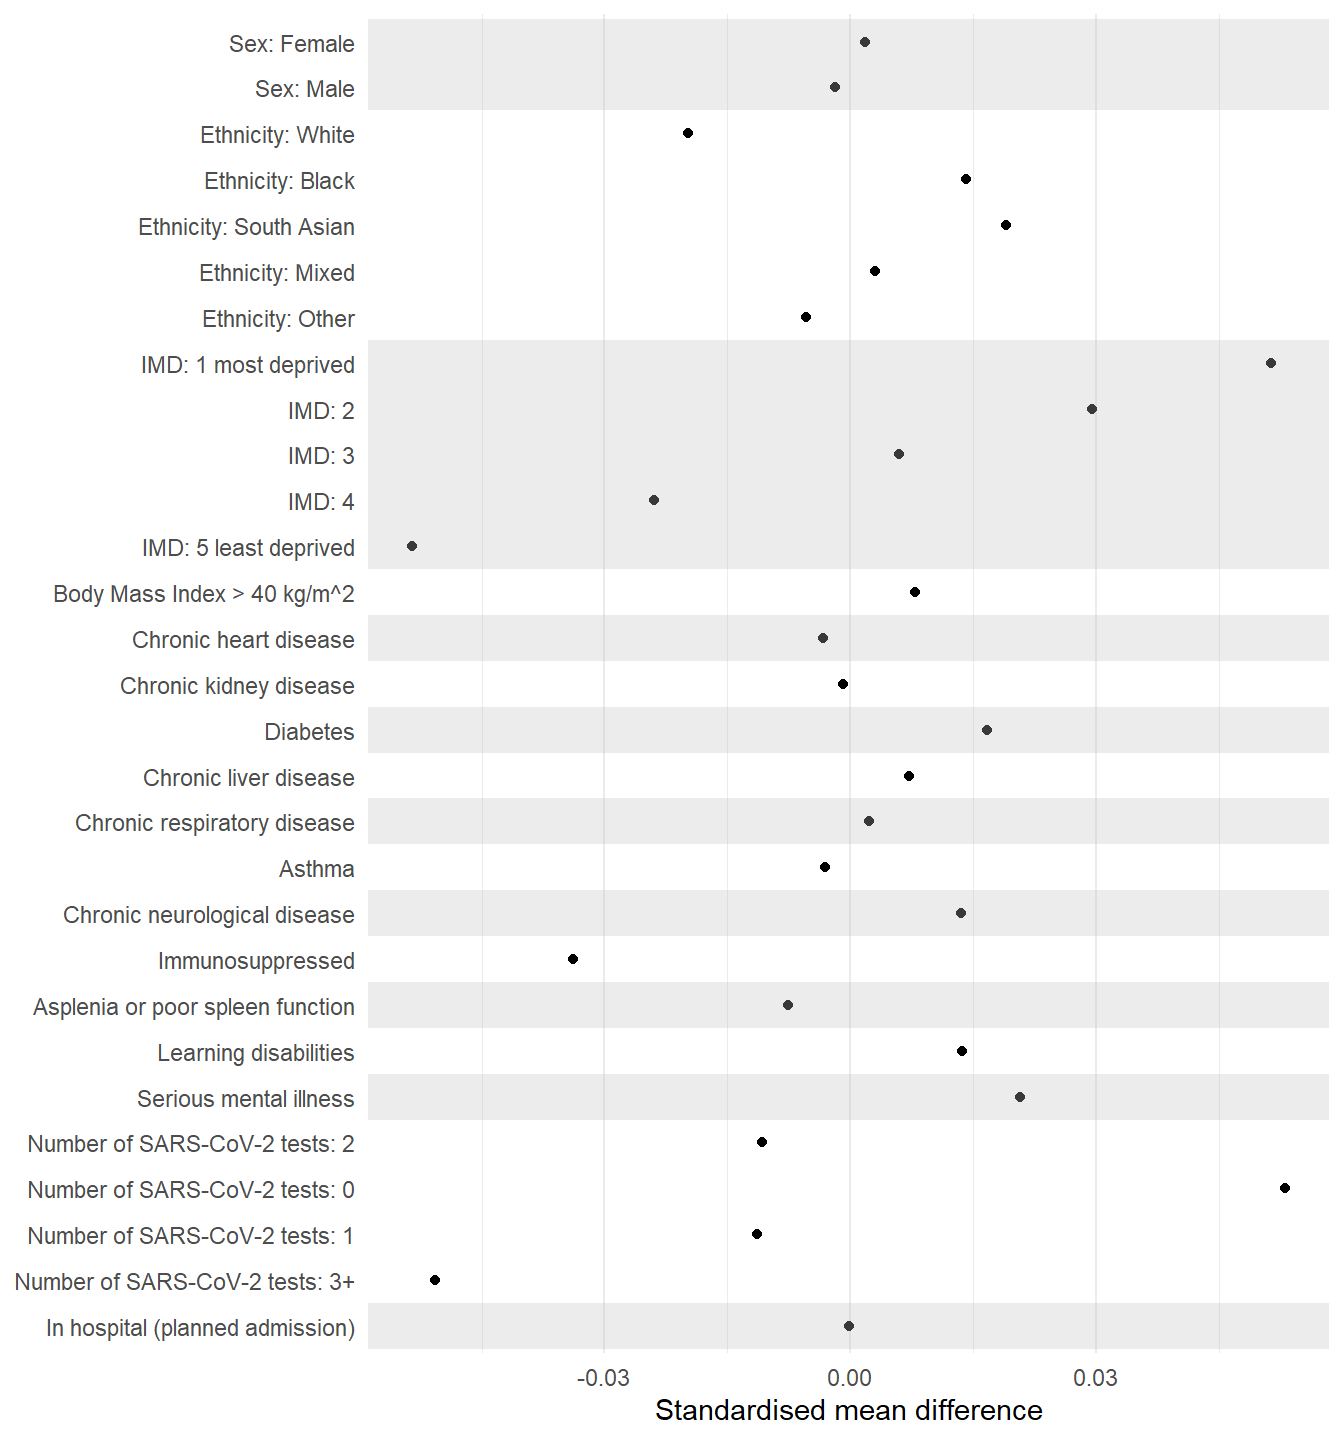 Sex: Female
Sex: Male
Ethnicity: White
Ethnicity: Black
Ethnicity: South Asian
Ethnicity: Mixed
Ethnicity: Other
IMD: 1 most deprived
IMD: 2
IMD: 3
IMD: 4
IMD: 5 least deprived
Body Mass Index > 40 kg/m^2
Chronic heart disease
Chronic kidney disease
Diabetes
Chronic liver disease
Chronic respiratory disease
Asthma
Chronic neurological disease
Immunosuppressed
Asplenia or poor spleen function
Learning disabilities
Serious mental illness
Number of SARS-CoV-2 tests: 2
Number of SARS-CoV-2 tests: 0
Number of SARS-CoV-2 tests: 1
Number of SARS-CoV-2 tests: 3+
In hospital (planned admission)
-0.03 0.00 0.03
Standardised mean difference